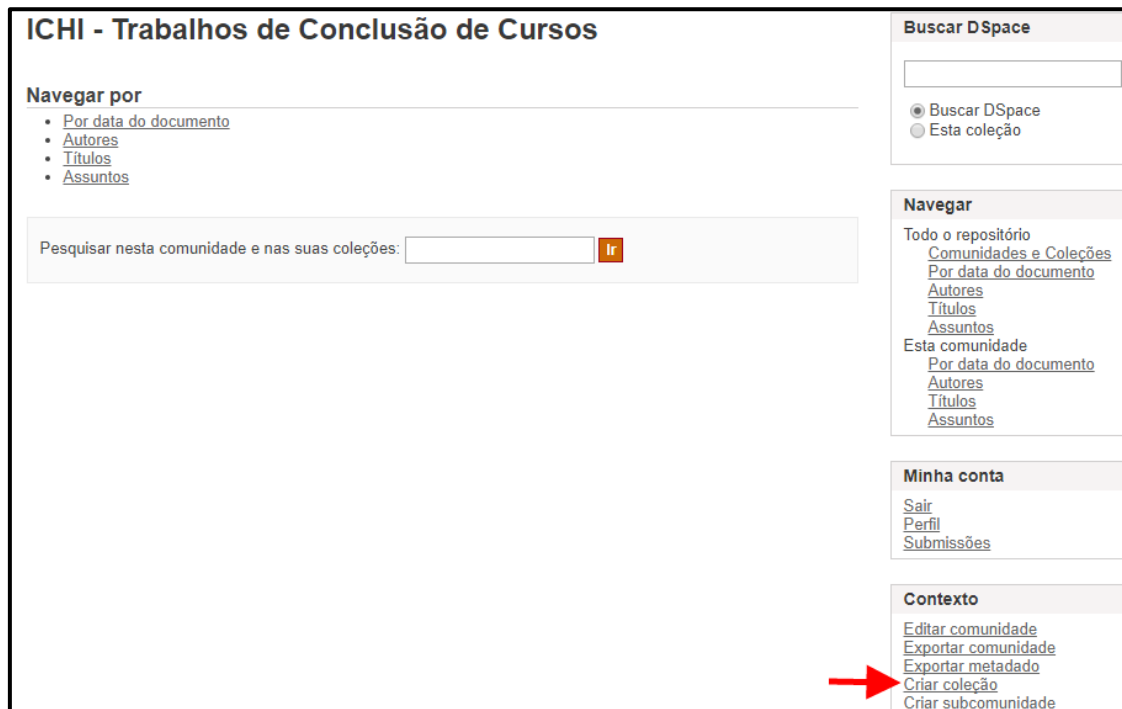 ICHI - Trabalhos de Conclusão de Cursos
Navegar por
Por data do documento
Autores
Títulos
Assuntos
Pesquisar nesta comunidade e nas suas coleções:
Ir
Buscar DSpace
Buscar DSpace
Esta coleção
Navegar
Todo o repositório
Comunidades e Coleções
Por data do documento
Autores
Títulos
Assuntos
Esta comunidade
Por data do documento
Autores
Títulos
Assuntos
Minha conta
Sair
Perfil
Submissões
Contexto
Editar comunidade
Exportar comunidade
Exportar metadado
Criar coleção
Criar subcomunidade